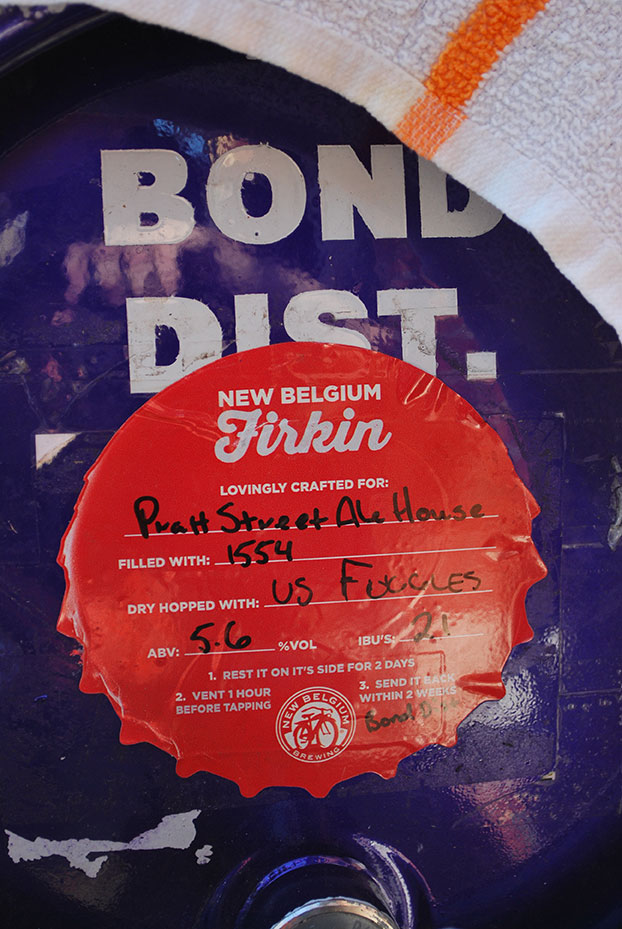 BOND
DIST.
NEW BELGIUM
Firkin
LOVINGLY CRAFTED FOR:
Pratt Street Ale House
FILLED WITH: 1554
DRY HOPPED WITH: US FUGGLES
ABV: 5.6 %VOL IBU'S: 21
1. REST IT ON IT'S SIDE FOR 2 DAYS
2. VENT 1 HOUR
BEFORE TAPPING
3. SEND IT BACK
WITHIN 2 WEEKS
Bond Dist
NEW BELGIUM
BREWING